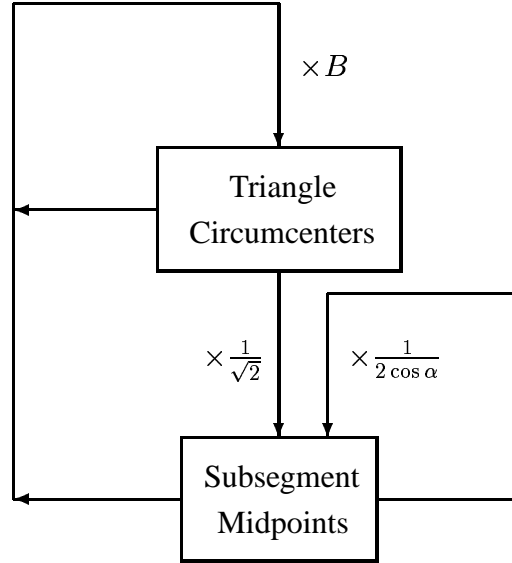 ×B
Triangle
Circumcenters
×1/√2
×1/(2 cos α)
Subsegment
Midpoints